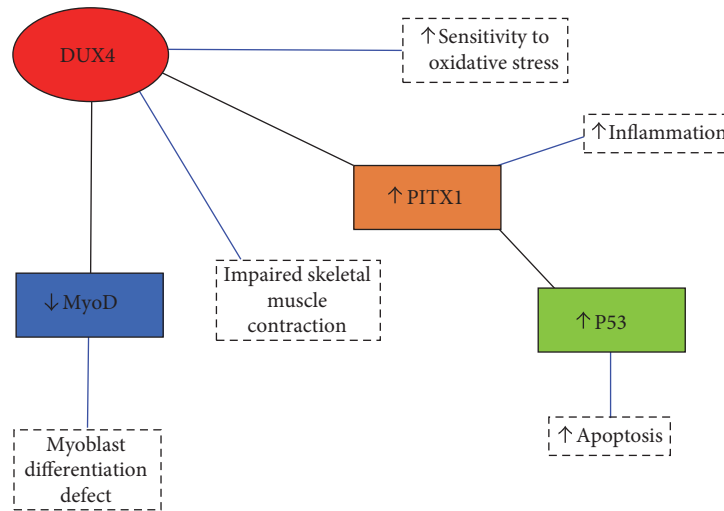 DUX4
↑ Sensitivity to
oxidative stress
↑ Inflammation
↑ PITX1
Impaired skeletal
muscle
contraction
↓ MyoD
↑ P53
Myoblast
differentiation
defect
↑ Apoptosis